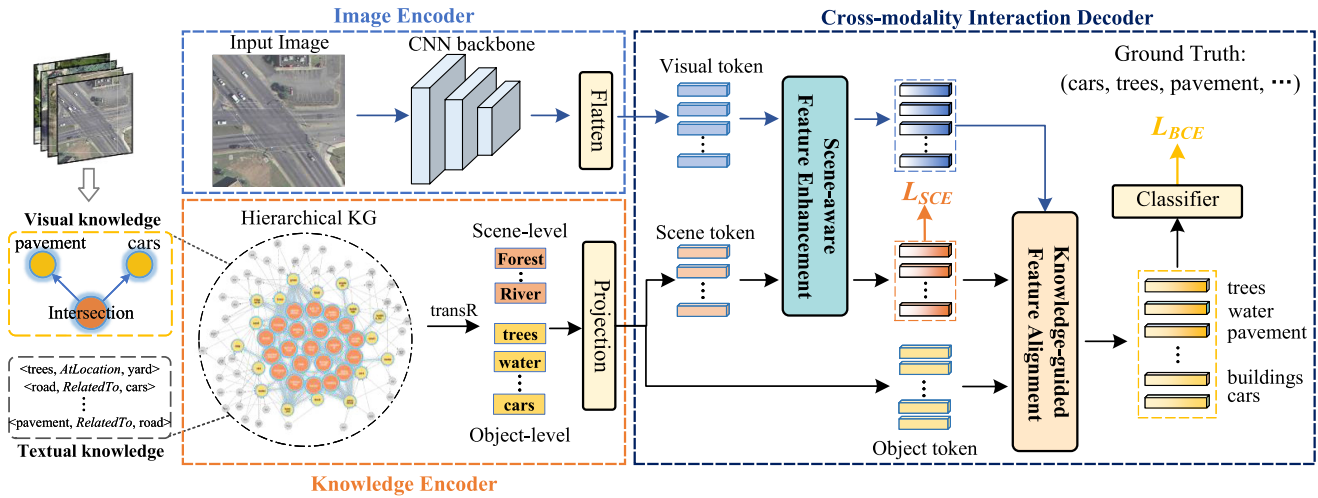 Image Encoder
Input Image
CNN backbone
Flatten
Visual knowledge
pavement
cars
Intersection
<trees, AtLocation, yard>
<road, RelatedTo, cars>
<pavement, RelatedTo, road>
Textual knowledge
Hierarchical KG
transR
Scene-level
Forest
River
trees
water
cars
Object-level
Projection
Knowledge Encoder
Cross-modality Interaction Decoder
Visual token
Scene token
Scene-aware
Feature Enhancement
L_SCE
Object token
Knowledge-guided
Feature Alignment
Ground Truth:
(cars, trees, pavement, ···)
L_BCE
Classifier
trees
water
pavement
buildings
cars